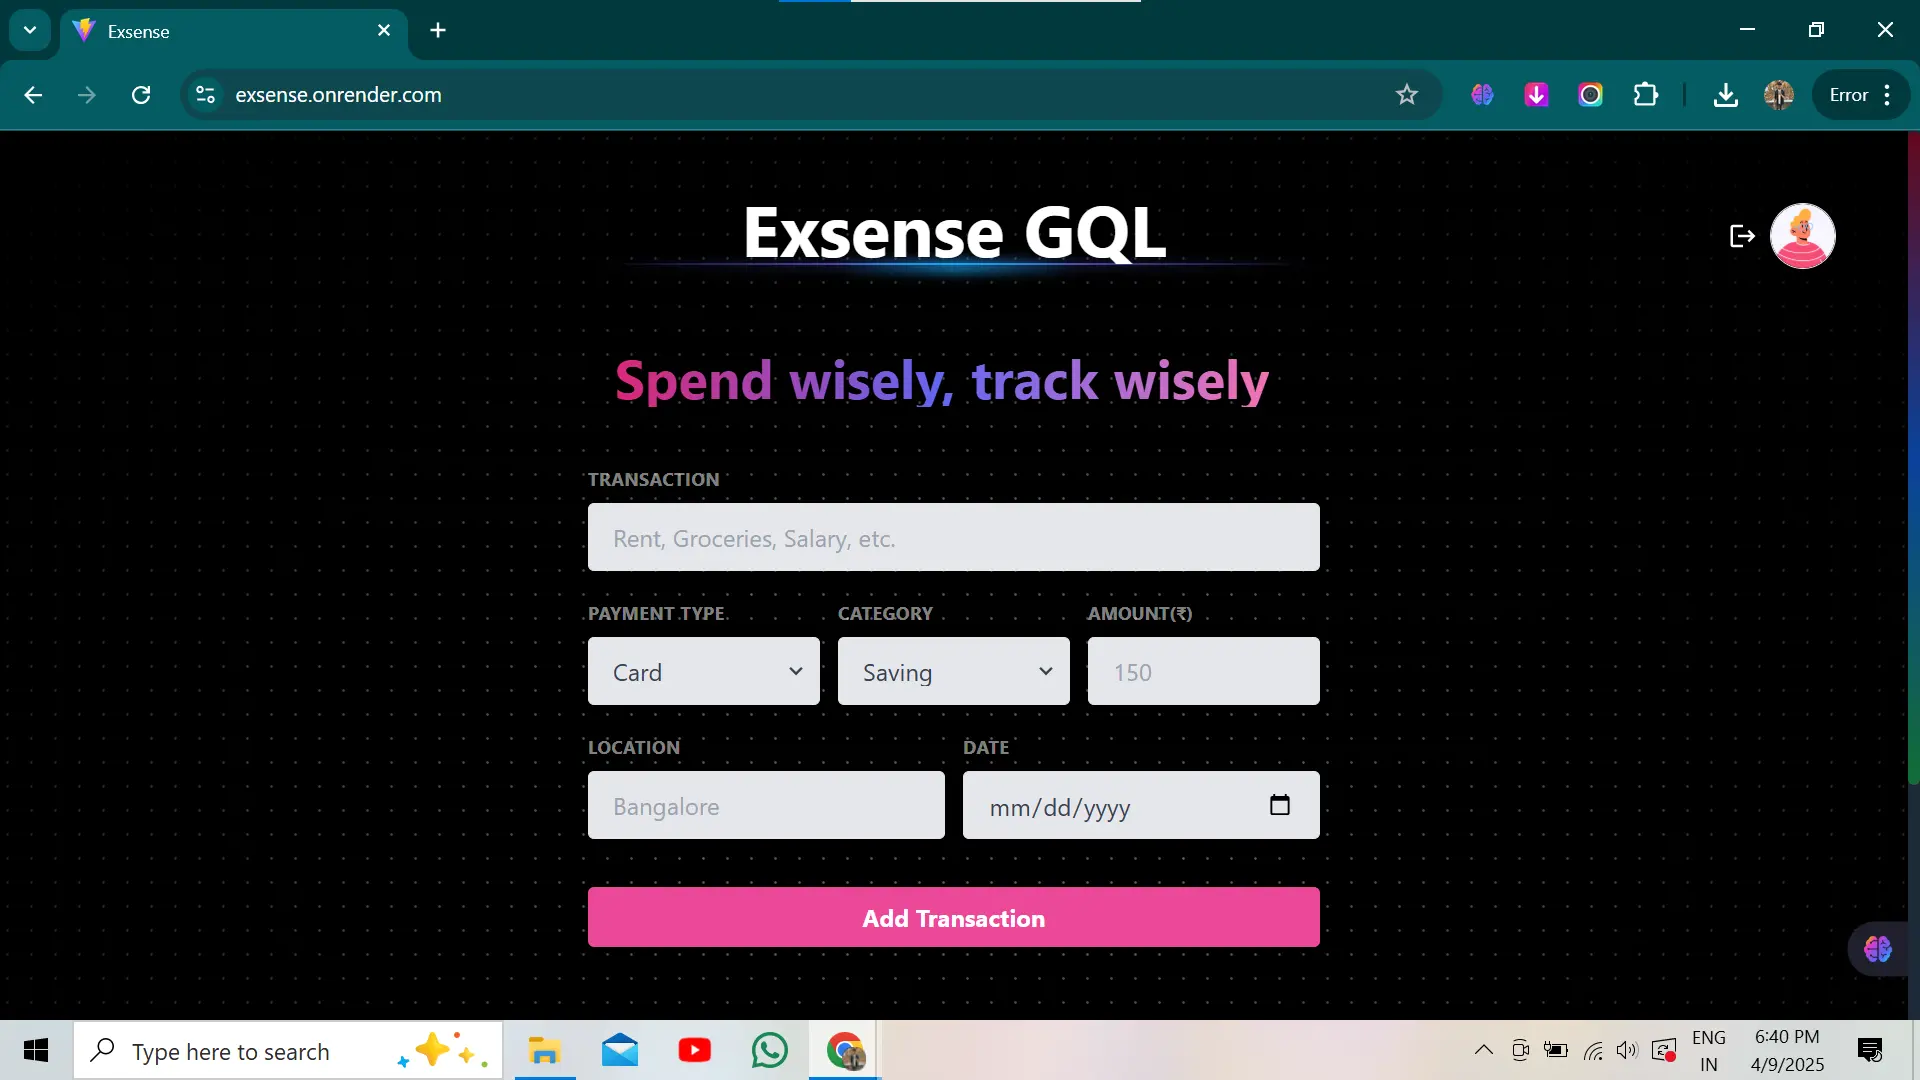 Exsense
exsense.onrender.com
Error
Exsense GQL
Spend wisely, track wisely
TRANSACTION
Rent, Groceries, Salary, etc.
PAYMENT TYPE CATEGORY AMOUNT(₹)
Card Saving 150
LOCATION DATE
Bangalore mm/dd/yyyy
Add Transaction
Type here to search
ENG 6:40 PM
IN 4/9/2025